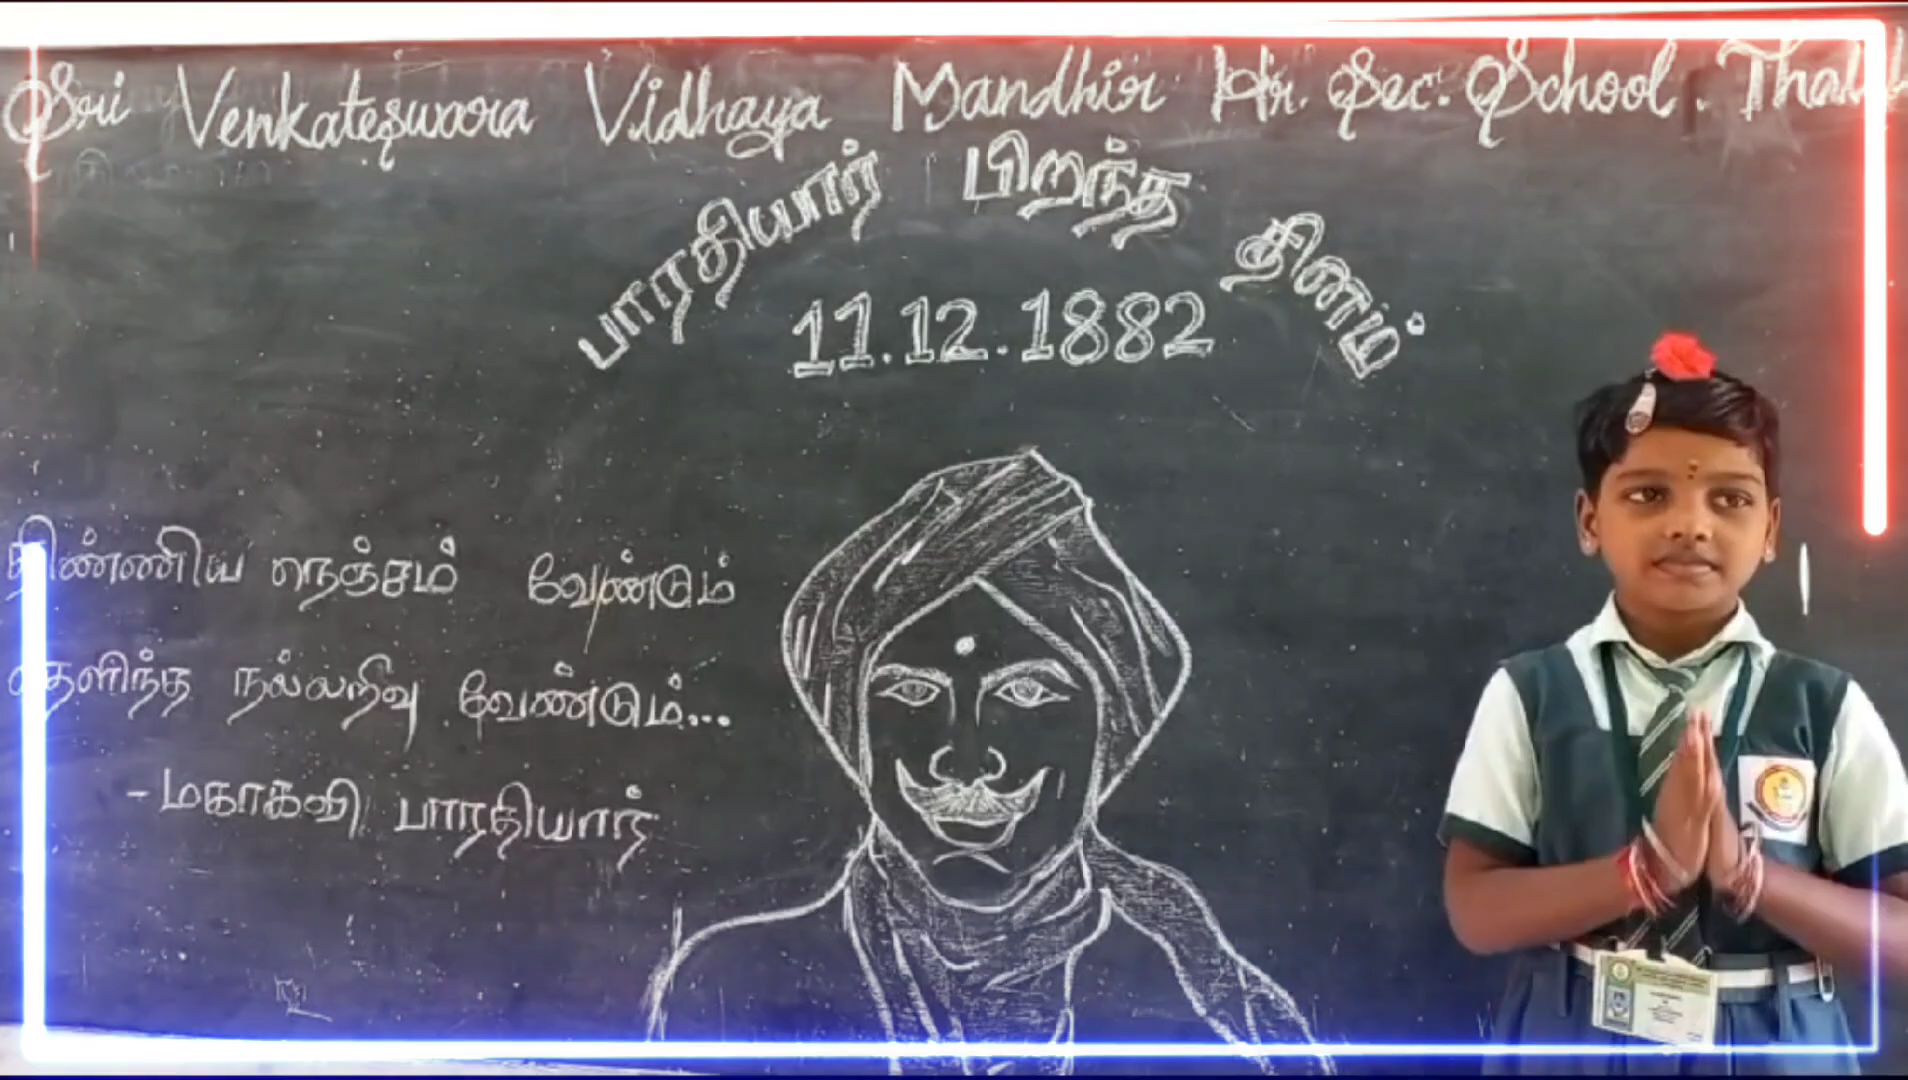 Sri Venkateswara Vidhaya Mandhir Hr. Sec. School. Thal
பாரதியார் பிறந்த தினம்
11.12.1882
திண்ணிய நெஞ்சம் வேண்டும்
தெளிந்த நல்லறிவு வேண்டும்...
- மகாகவி பாரதியார்